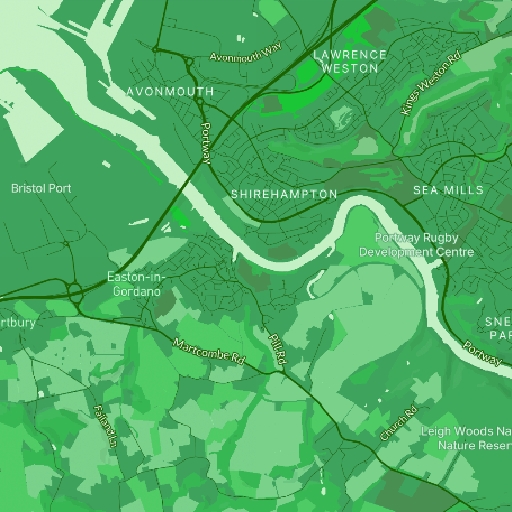 Avonmouth Way
LAWRENCE
WESTON
Kings Weston Rd
AVONMOUTH
Portway
Bristol Port
SHIREHAMPTON
SEA MILLS
Portway Rugby
Development Centre
Easton-in-
Gordano
rtbury
SNE
PAR
Martcombe Rd
Pill Rd
Portway
Church Rd
Leigh Woods Na
Nature Reser